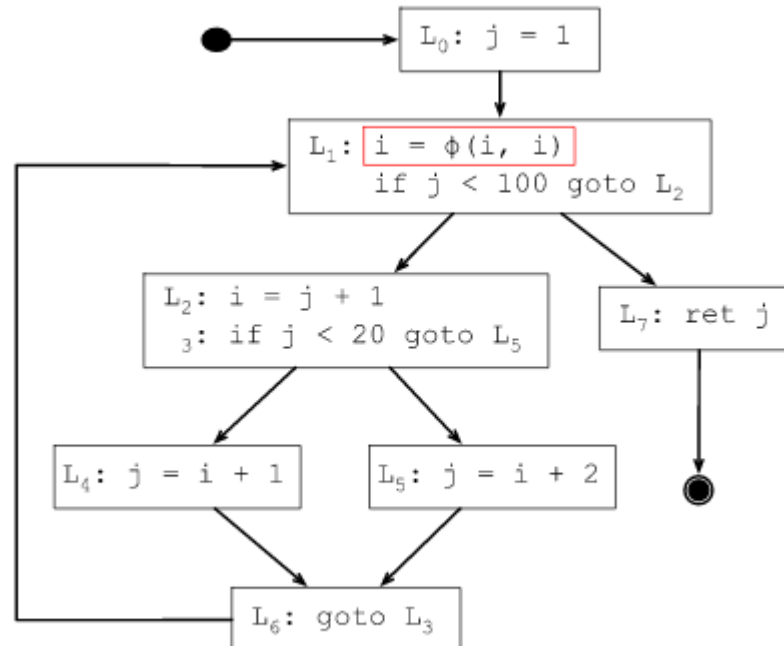 L₀: j = 1
L₁: i = ϕ(i, i)
if j < 100 goto L₂
L₂: i = j + 1
₃: if j < 20 goto L₅
L₇: ret j
L₄: j = i + 1
L₅: j = i + 2
L₆: goto L₃